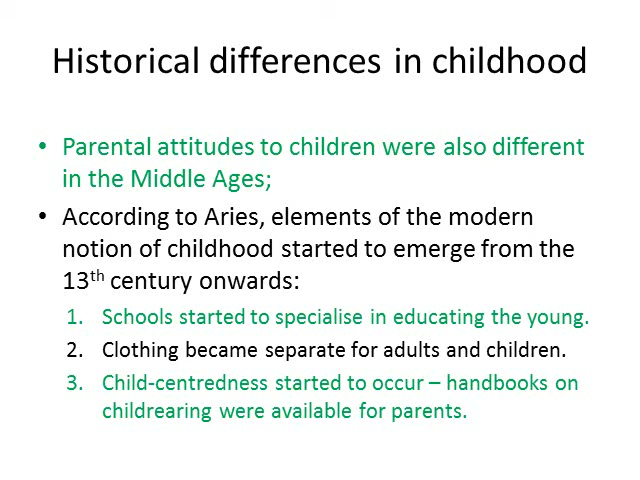 Historical differences in childhood
• Parental attitudes to children were also different
in the Middle Ages;
• According to Aries, elements of the modern
notion of childhood started to emerge from the
13th century onwards:
1. Schools started to specialise in educating the young.
2. Clothing became separate for adults and children.
3. Child-centredness started to occur – handbooks on
childrearing were available for parents.